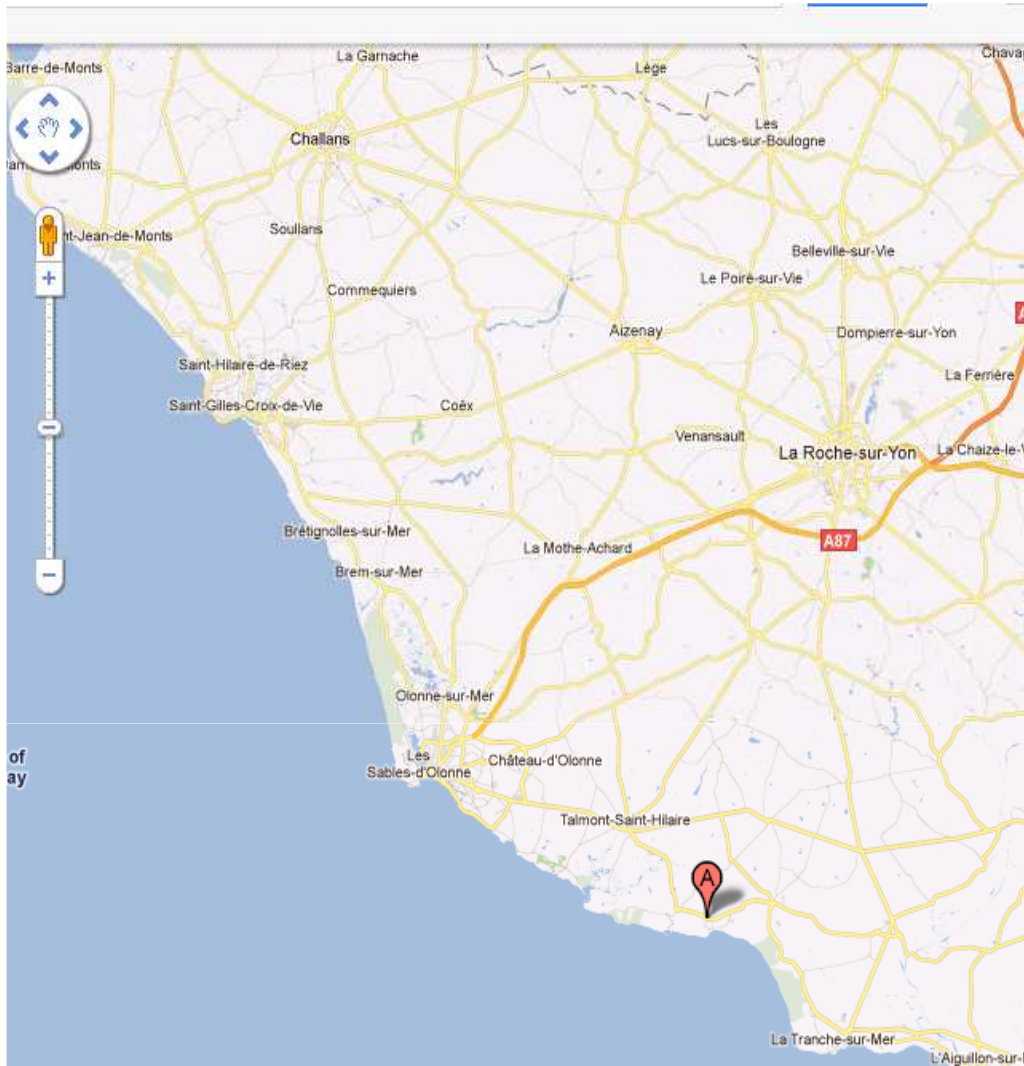 La Garnache
Chava
Barre-de-Monts
Lège
Les
Lucs-sur-Boulogne
Challans
onts
Soullans
nt-Jean-de-Monts
Belleville-sur-Vie
Le Poiré-sur-Vie
Commequiers
A
Aizenay
Dompierre-sur-Yon
Saint-Hilaire-de-Riez
La Ferrière
Saint-Gilles-Croix-de-Vie
Coëx
Venansault
La Roche-sur-Yon
La Chaize-le-V
Brétignolles-sur-Mer
A87
La Mothe-Achard
Brem-sur-Mer
Olonne-sur-Mer
of
ay
Les
Sables-d'Olonne
Château-d'Olonne
Talmont-Saint-Hilaire
A
La Tranche-sur-Mer
L'Aiguillon-sur-